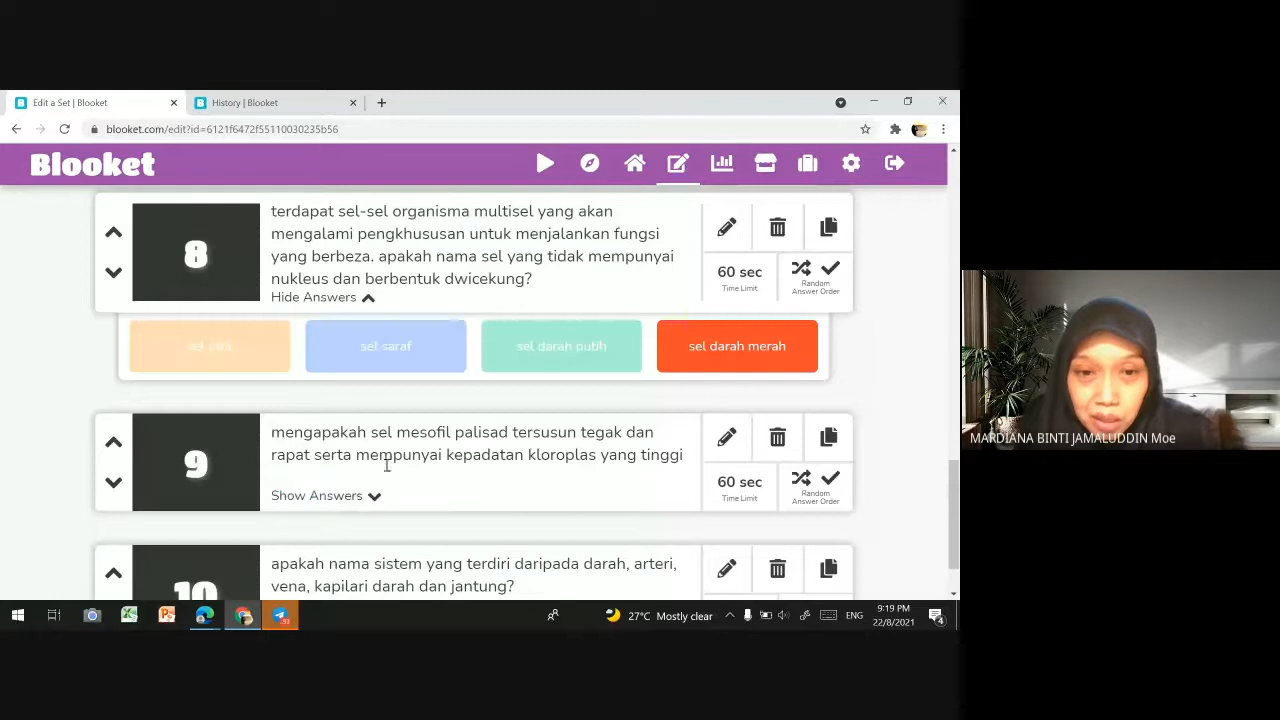 Edit a Set | Blooket
History | Blooket
blooket.com/edit?id=6121f6472f55110030235b56
Blooket
8
terdapat sel-sel organisma multisel yang akan
mengalami pengkhususan untuk menjalankan fungsi
yang berbeza. apakah nama sel yang tidak mempunyai
nukleus dan berbentuk dwicekung?
Hide Answers
60 sec
Time Limit
Random
Answer Order
sel saraf
sel darah putih
sel darah merah
9
mengapakah sel mesofil palisad tersusun tegak dan
rapat serta mempunyai kepadatan kloroplas yang tinggi
Show Answers
60 sec
Time Limit
Random
Answer Order
10
apakah nama sistem yang terdiri daripada darah, arteri,
vena, kapilari darah dan jantung?
MARDIANA BINTI JAMALUDDIN Moe
27°C Mostly clear
ENG
9:19 PM
22/8/2021
4